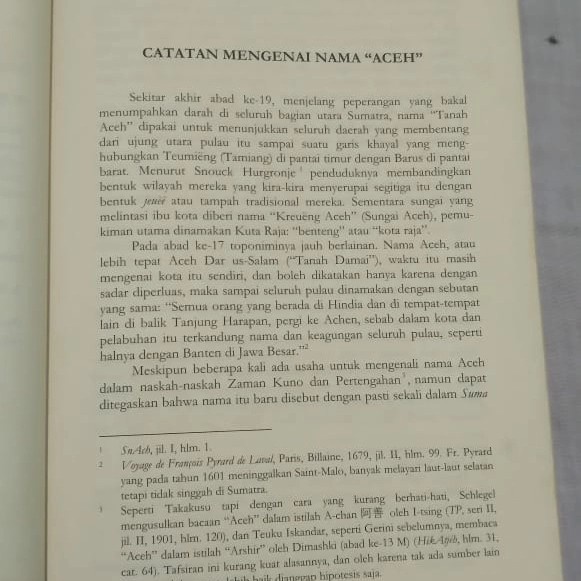 CATATAN MENGENAI NAMA “ACEH”
Sekitar akhir abad ke-19, menjelang peperangan yang bakal
menumpahkan darah di seluruh bagian utara Sumatra, nama “Tanah
Aceh” dipakai untuk menunjukkan seluruh daerah yang membentang
dari ujung utara pulau itu sampai suatu garis khayal yang meng-
hubungkan Teumiëng (Tamiang) di pantai timur dengan Barus di pantai
barat. Menurut Snouck Hurgronje¹ penduduknya membandingkan
bentuk wilayah mereka yang kira-kira menyerupai segitiga itu dengan
bentuk jeuèë atau tampah tradisional mereka. Sementara sungai yang
melintasi ibu kota diberi nama “Kreuëng Aceh” (Sungai Aceh), pemu-
kiman utama dinamakan Kuta Raja: “benteng” atau “kota raja”.
Pada abad ke-17 toponiminya jauh berlainan. Nama Aceh, atau
lebih tepat Aceh Dar us-Salam (“Tanah Damai”), waktu itu masih
mengenai kota itu sendiri, dan boleh dikatakan hanya karena dengan
sadar diperluas, maka sampai seluruh pulau dinamakan dengan sebutan
yang sama: “Semua orang yang berada di Hindia dan di tempat-tempat
lain di balik Tanjung Harapan, pergi ke Achen, sebab dalam kota dan
pelabuhan itu terkandung nama dan keagungan seluruh pulau, seperti
halnya dengan Banten di Jawa Besar.”²
Meskipun beberapa kali ada usaha untuk mengenali nama Aceh
dalam naskah-naskah Zaman Kuno dan Pertengahan³, namun dapat
ditegaskan bahwa nama itu baru disebut dengan pasti sekali dalam Suma
¹ SnAch, jil. I, hlm. 1.
² Voyage de François Pyrard de Laval, Paris, Billaine, 1679, jil. II, hlm. 99. Fr. Pyrard
yang pada tahun 1601 meninggalkan Saint-Malo, banyak melayari laut-laut selatan
tetapi tidak singgah di Sumatra.
³ Seperti Takakusu tapi dengan cara yang kurang berhati-hati, Schlegel
mengusulkan bacaan “Aceh” dalam istilah A-chan 阿善 oleh I-tsing (TP, seri II,
jil. II, 1901, hlm. 120), dan Teuku Iskandar, seperti Gerini sebelumnya, membaca
“Aceh” dalam istilah “Arshir” oleh Dimashki (abad ke-13 M) (HikAtjéh, hlm. 31,
cat. 64). Tafsiran ini kurang kuat alasannya, dan oleh karena tak ada sumber lain
lebih baik dianggap hipotesis saja.